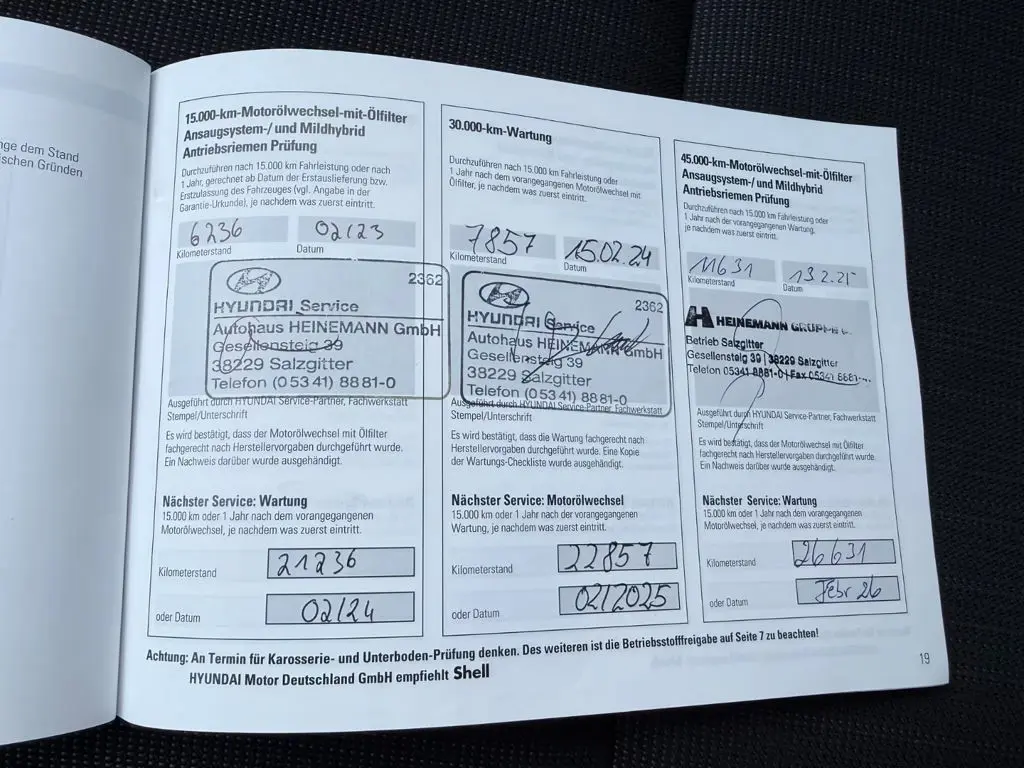 nge dem Stand
ischen Gründen
15.000-km-Motorölwechsel-mit-Ölfilter
Ansaugsystem-/ und Mildhybrid
Antriebsriemen Prüfung
Durchzuführen nach 15.000 km Fahrleistung oder nach
1 Jahr, gerechnet ab Datum der Erstauslieferung bzw.
Erstzulassung des Fahrzeuges (vgl. Angabe in der
Garantie-Urkunde), je nachdem was zuerst eintritt.
6236 02/23
Kilometerstand Datum
2362
HYUNDAI Service
Autohaus HEINEMANN GmbH
Gesellensteig 39
38229 Salzgitter
Telefon (05341) 8881-0
Ausgeführt durch HYUNDAI Service-Partner, Fachwerkstatt
Stempel/Unterschrift
Es wird bestätigt, dass der Motorölwechsel mit Ölfilter
fachgerecht nach Herstellervorgaben durchgeführt wurde.
Ein Nachweis darüber wurde ausgehändigt.
Nächster Service: Wartung
15.000 km oder 1 Jahr nach dem vorangegangenen
Motorölwechsel, je nachdem was zuerst eintritt.
Kilometerstand 21236
oder Datum 02/24
30.000-km-Wartung
Durchzuführen nach 15.000 km Fahrleistung oder
1 Jahr nach dem vorangegangenen Motorölwechsel mit
Ölfilter, je nachdem was zuerst eintritt.
7857 15.02.24
Kilometerstand Datum
2362
HYUNDAI Service
Autohaus HEINEMANN GmbH
Gesellensteig 39
38229 Salzgitter
Telefon (05341) 8881-0
Ausgeführt durch HYUNDAI Service-Partner, Fachwerkstatt
Stempel/Unterschrift
Es wird bestätigt, dass die Wartung fachgerecht nach
Herstellervorgaben durchgeführt wurde. Eine Kopie
der Wartungs-Checkliste wurde ausgehändigt.
Nächster Service: Motorölwechsel
15.000 km oder 1 Jahr nach dem vorangegangenen
Wartung, je nachdem was zuerst eintritt.
Kilometerstand 22857
oder Datum 02/2025
45.000-km-Motorölwechsel-mit-Ölfilter
Ansaugsystem-/ und Mildhybrid
Antriebsriemen Prüfung
Durchzuführen nach 15.000 km Fahrleistung oder
1 Jahr nach der vorangegangenen Wartung,
je nachdem was zuerst eintritt.
11631 13.2.25
Kilometerstand Datum
HEINEMANN GRUPPE
Betrieb Salzgitter
Gesellensteig 39 | 38229 Salzgitter
Telefon 05341 8881-0 | Fax 05341 8881-
Ausgeführt durch HYUNDAI Service-Partner, Fachwerkstatt
Stempel/Unterschrift
Es wird bestätigt, dass der Motorölwechsel mit Ölfilter
fachgerecht nach Herstellervorgaben durchgeführt wurde.
Ein Nachweis darüber wurde ausgehändigt.
Nächster Service: Wartung
15.000 km oder 1 Jahr nach dem vorangegangenen
Motorölwechsel, je nachdem was zuerst eintritt.
Kilometerstand 26631
oder Datum Febr 26
Achtung: An Termin für Karosserie- und Unterboden-Prüfung denken. Des weiteren ist die Betriebsstofffreigabe auf Seite 7 zu beachten!
HYUNDAI Motor Deutschland GmbH empfiehlt Shell
19